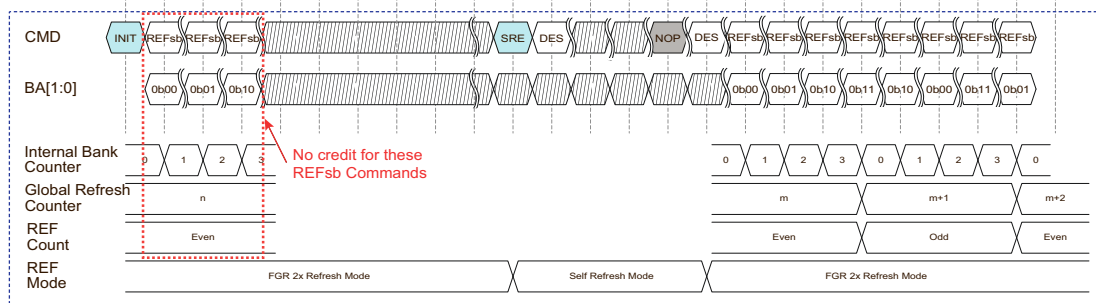 CMD INIT REFsb REFsb REFsb SRE DES NOP DES REFsb REFsb REFsb REFsb REFsb REFsb REFsb REFsb
BA[1:0] 0b00 0b01 0b10 0b00 0b01 0b10 0b11 0b10 0b00 0b11 0b01
No credit for these
REFsb Commands
Internal Bank
Counter
0 1 2 3 0 1 2 3 0 1 2 3 0
Global Refresh
Counter
n m m+1 m+2
REF
Count
Even Even Odd Even
REF
Mode
FGR 2x Refresh Mode Self Refresh Mode FGR 2x Refresh Mode